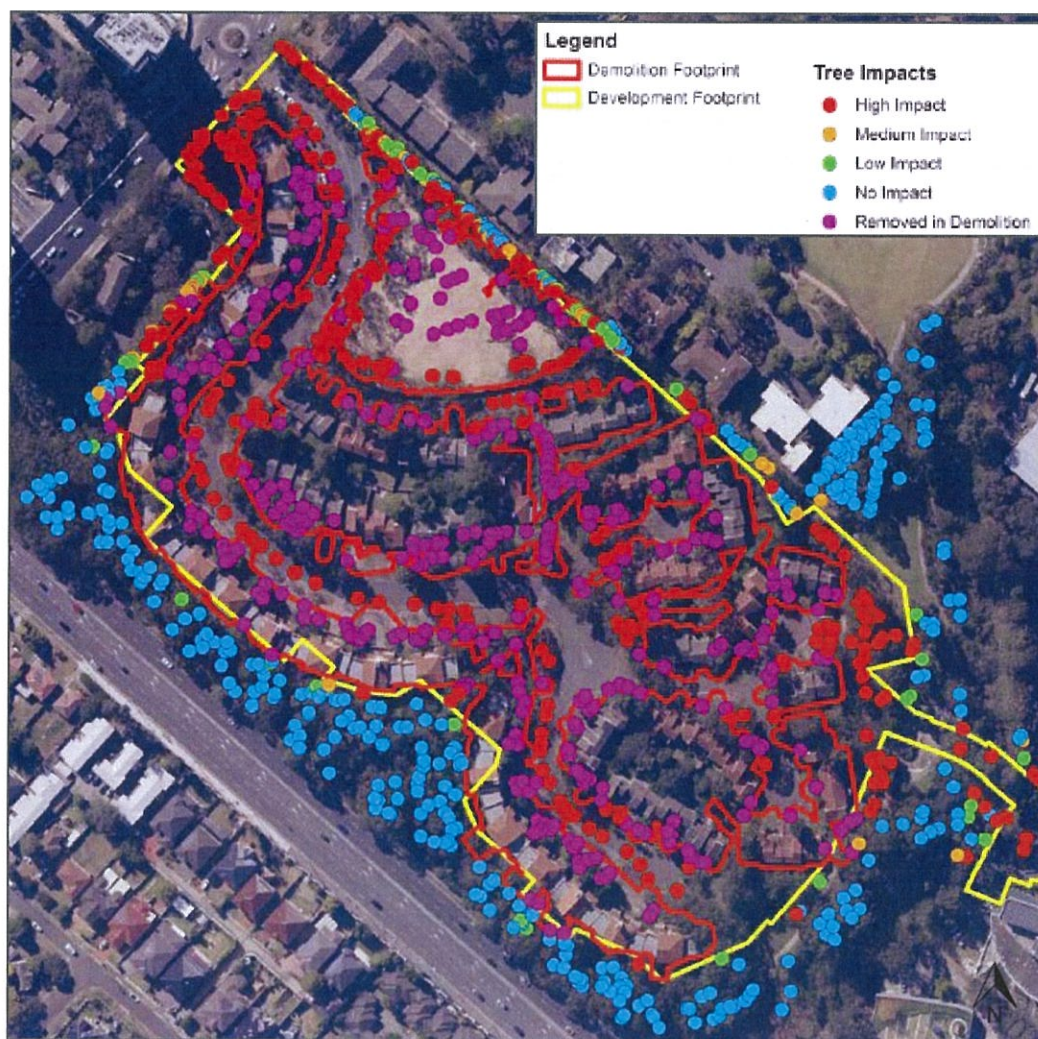 Legend
Demolition Footprint
Development Footprint
Tree Impacts
High Impact
Medium Impact
Low Impact
No Impact
Removed in Demolition
N